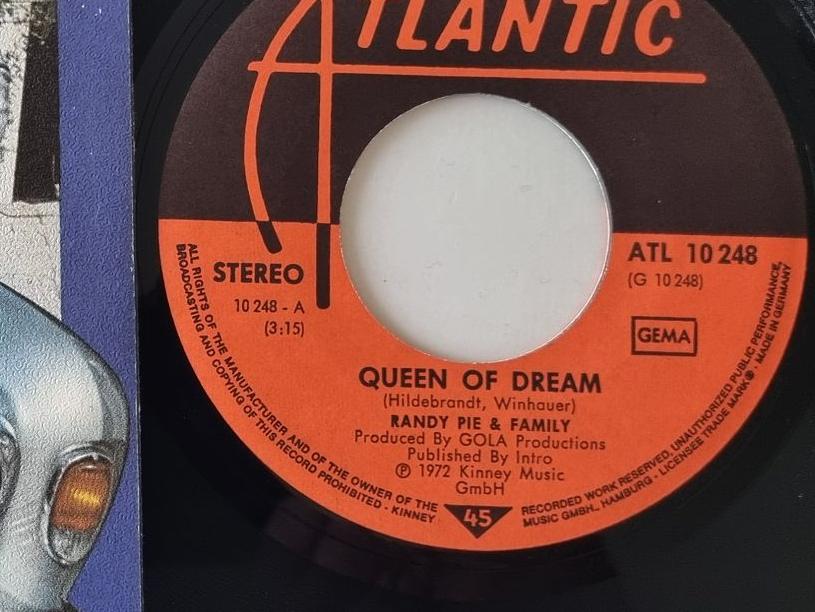 ATLANTIC
STEREO
10 248 - A
(3:15)
ATL 10 248
(G 10 248)
GEMA
QUEEN OF DREAM
(Hildebrandt, Winhauer)
RANDY PIE & FAMILY
Produced By GOLA Productions
Published By Intro
℗ 1972 Kinney Music
GmbH
45
ALL RIGHTS OF THE MANUFACTURER AND OF THE OWNER OF THE
RECORDED WORK RESERVED, UNAUTHORIZED PUBLIC PERFORMANCE,
BROADCASTING AND COPYING OF THIS RECORD PROHIBITED - KINNEY
MUSIC GMBH., HAMBURG - LICENSEE TRADE MARK® - MADE IN GERMANY